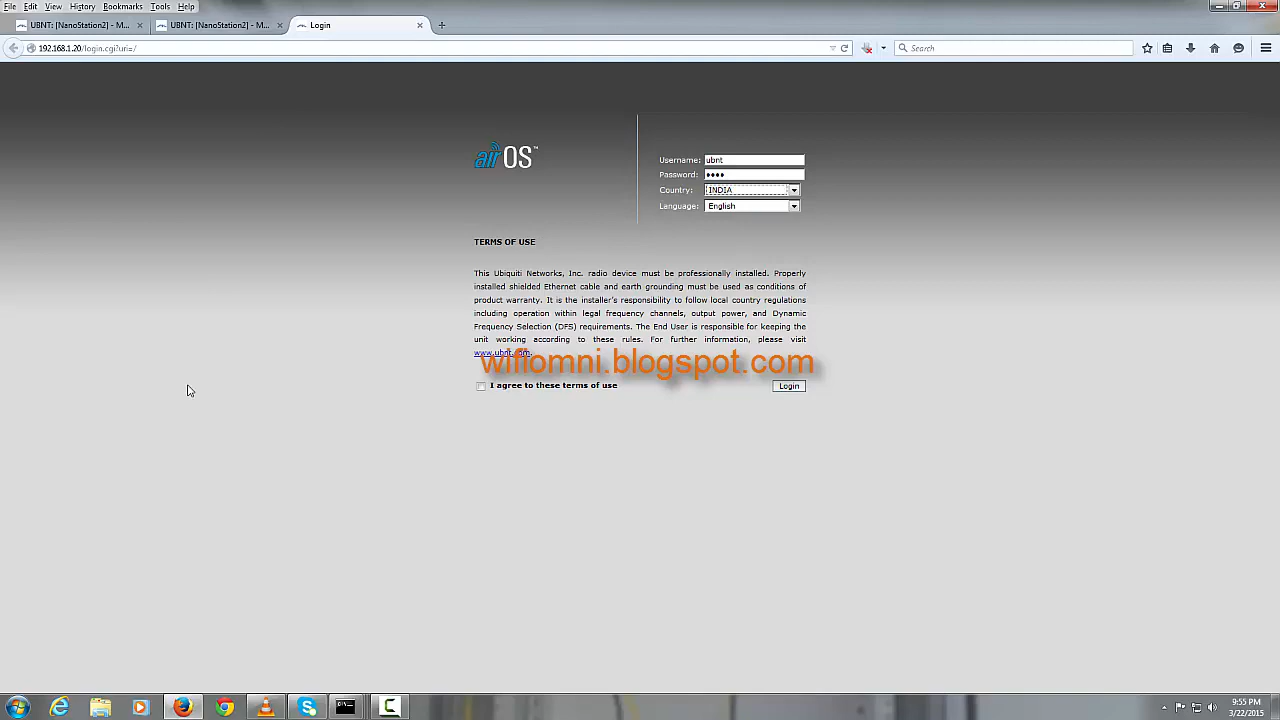 File Edit View History Bookmarks Tools Help
UBNT: [NanoStation2] - M... × UBNT: [NanoStation2] - M... × Login × +
192.168.1.20/login.cgi?uri=/ Search
airOS™
Username: ubnt
Password: ••••
Country: INDIA
Language: English
TERMS OF USE
This Ubiquiti Networks, Inc. radio device must be professionally installed. Properly
installed shielded Ethernet cable and earth grounding must be used as conditions of
product warranty. It is the installer's responsibility to follow local country regulations
including operation within legal frequency channels, output power, and Dynamic
Frequency Selection (DFS) requirements. The End User is responsible for keeping the
unit working according to these rules. For further information, please visit
www.ubnt.com.
wifiomni.blogspot.com
I agree to these terms of use Login
9:55 PM
3/22/2015